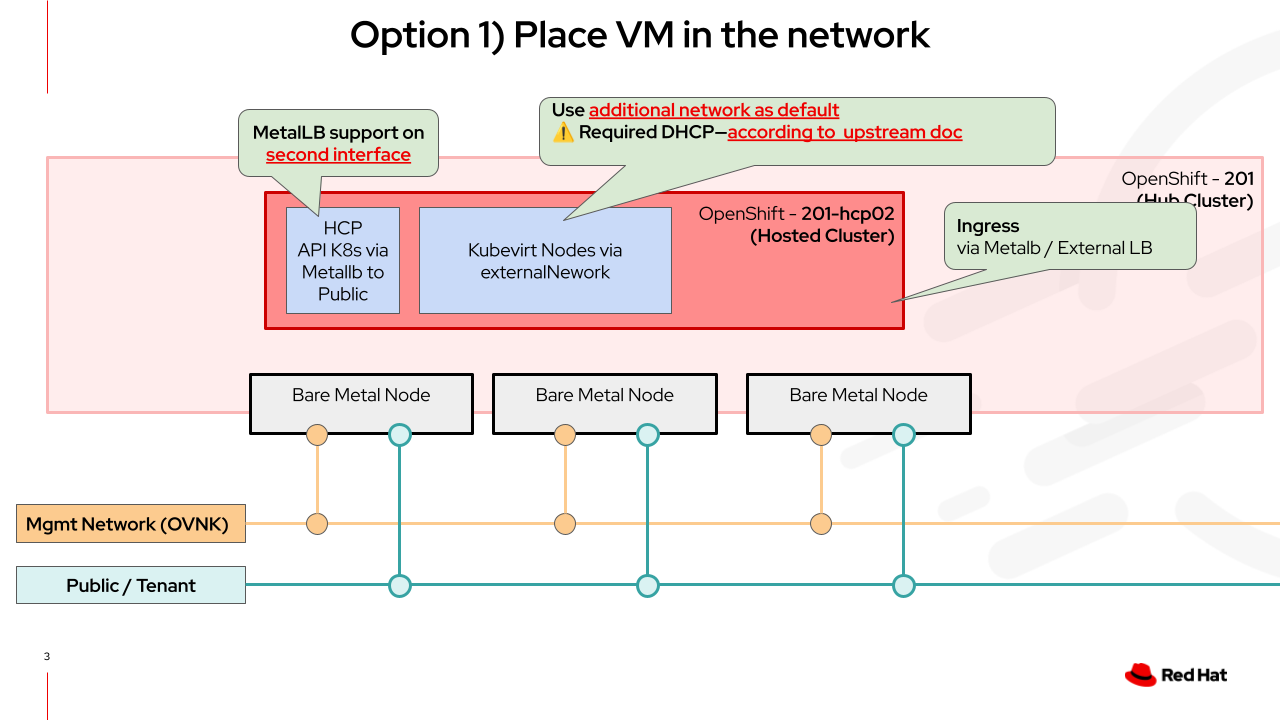 Option 1) Place VM in the network
MetalLB support on
second interface
Use additional network as default
⚠️ Required DHCP—according to upstream doc
OpenShift - 201
(Hub Cluster)
OpenShift - 201-hcp02
(Hosted Cluster)
Ingress
via Metalb / External LB
HCP
API K8s via
Metallb to
Public
Kubevirt Nodes via
externalNework
Bare Metal Node
Bare Metal Node
Bare Metal Node
Mgmt Network (OVNK)
Public / Tenant
3
Red Hat